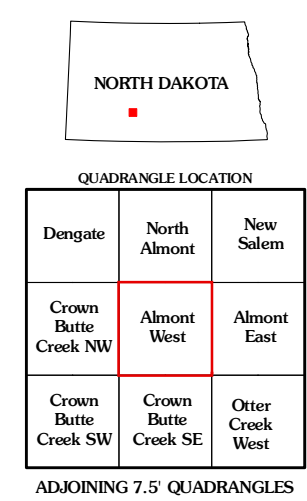 NORTH DAKOTA
QUADRANGLE LOCATION
Dengate
North
Almont
New
Salem
Crown
Butte
Creek NW
Almont
West
Almont
East
Crown
Butte
Creek SW
Crown
Butte
Creek SE
Otter
Creek
West
ADJOINING 7.5' QUADRANGLES